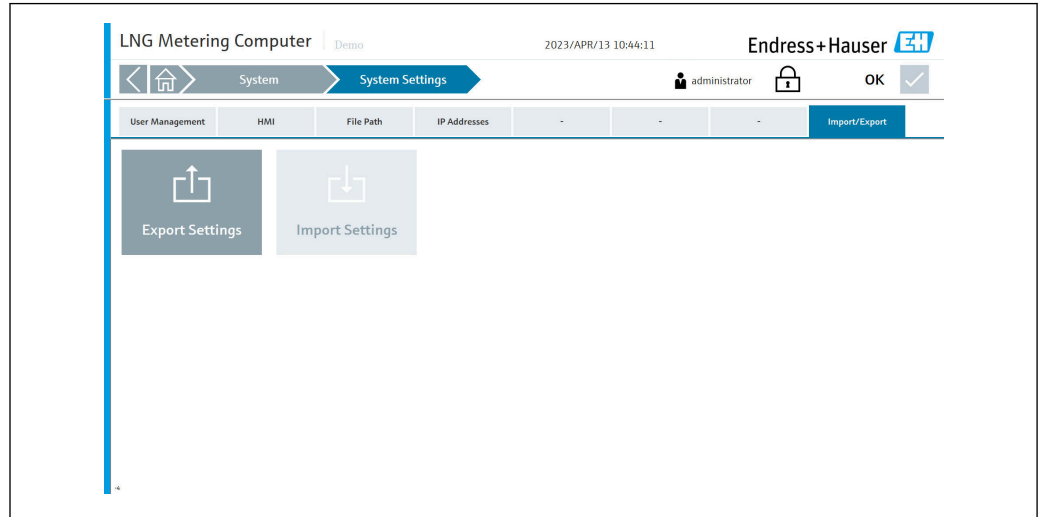 LNG Metering Computer Demo 2023/APR/13 10:44:11 Endress+Hauser EH
System System Settings administrator OK
User Management HMI File Path IP Addresses - - - Import/Export
Export Settings Import Settings